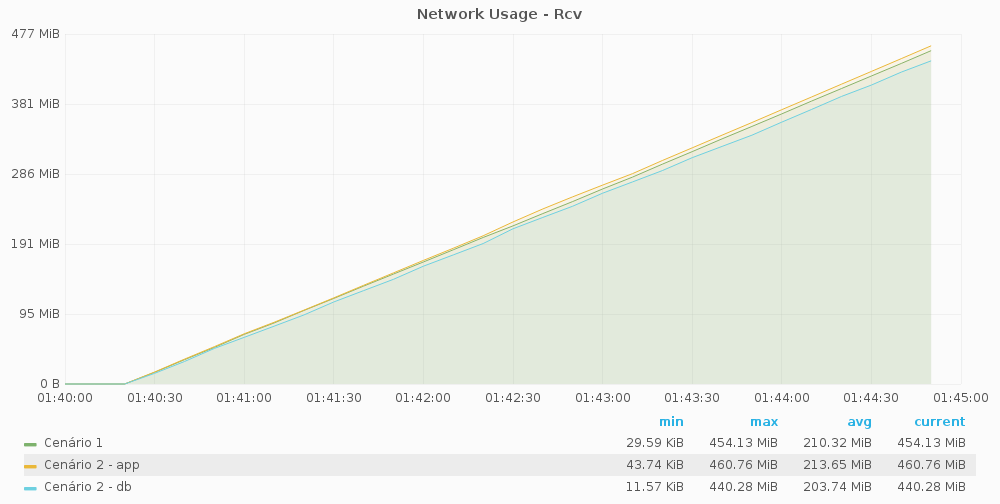 Network Usage - Rcv
477 MiB
381 MiB
286 MiB
191 MiB
95 MiB
0 B
01:40:00 01:40:30 01:41:00 01:41:30 01:42:00 01:42:30 01:43:00 01:43:30 01:44:00 01:44:30 01:45:00
min max avg current
Cenário 1 29.59 KiB 454.13 MiB 210.32 MiB 454.13 MiB
Cenário 2 - app 43.74 KiB 460.76 MiB 213.65 MiB 460.76 MiB
Cenário 2 - db 11.57 KiB 440.28 MiB 203.74 MiB 440.28 MiB